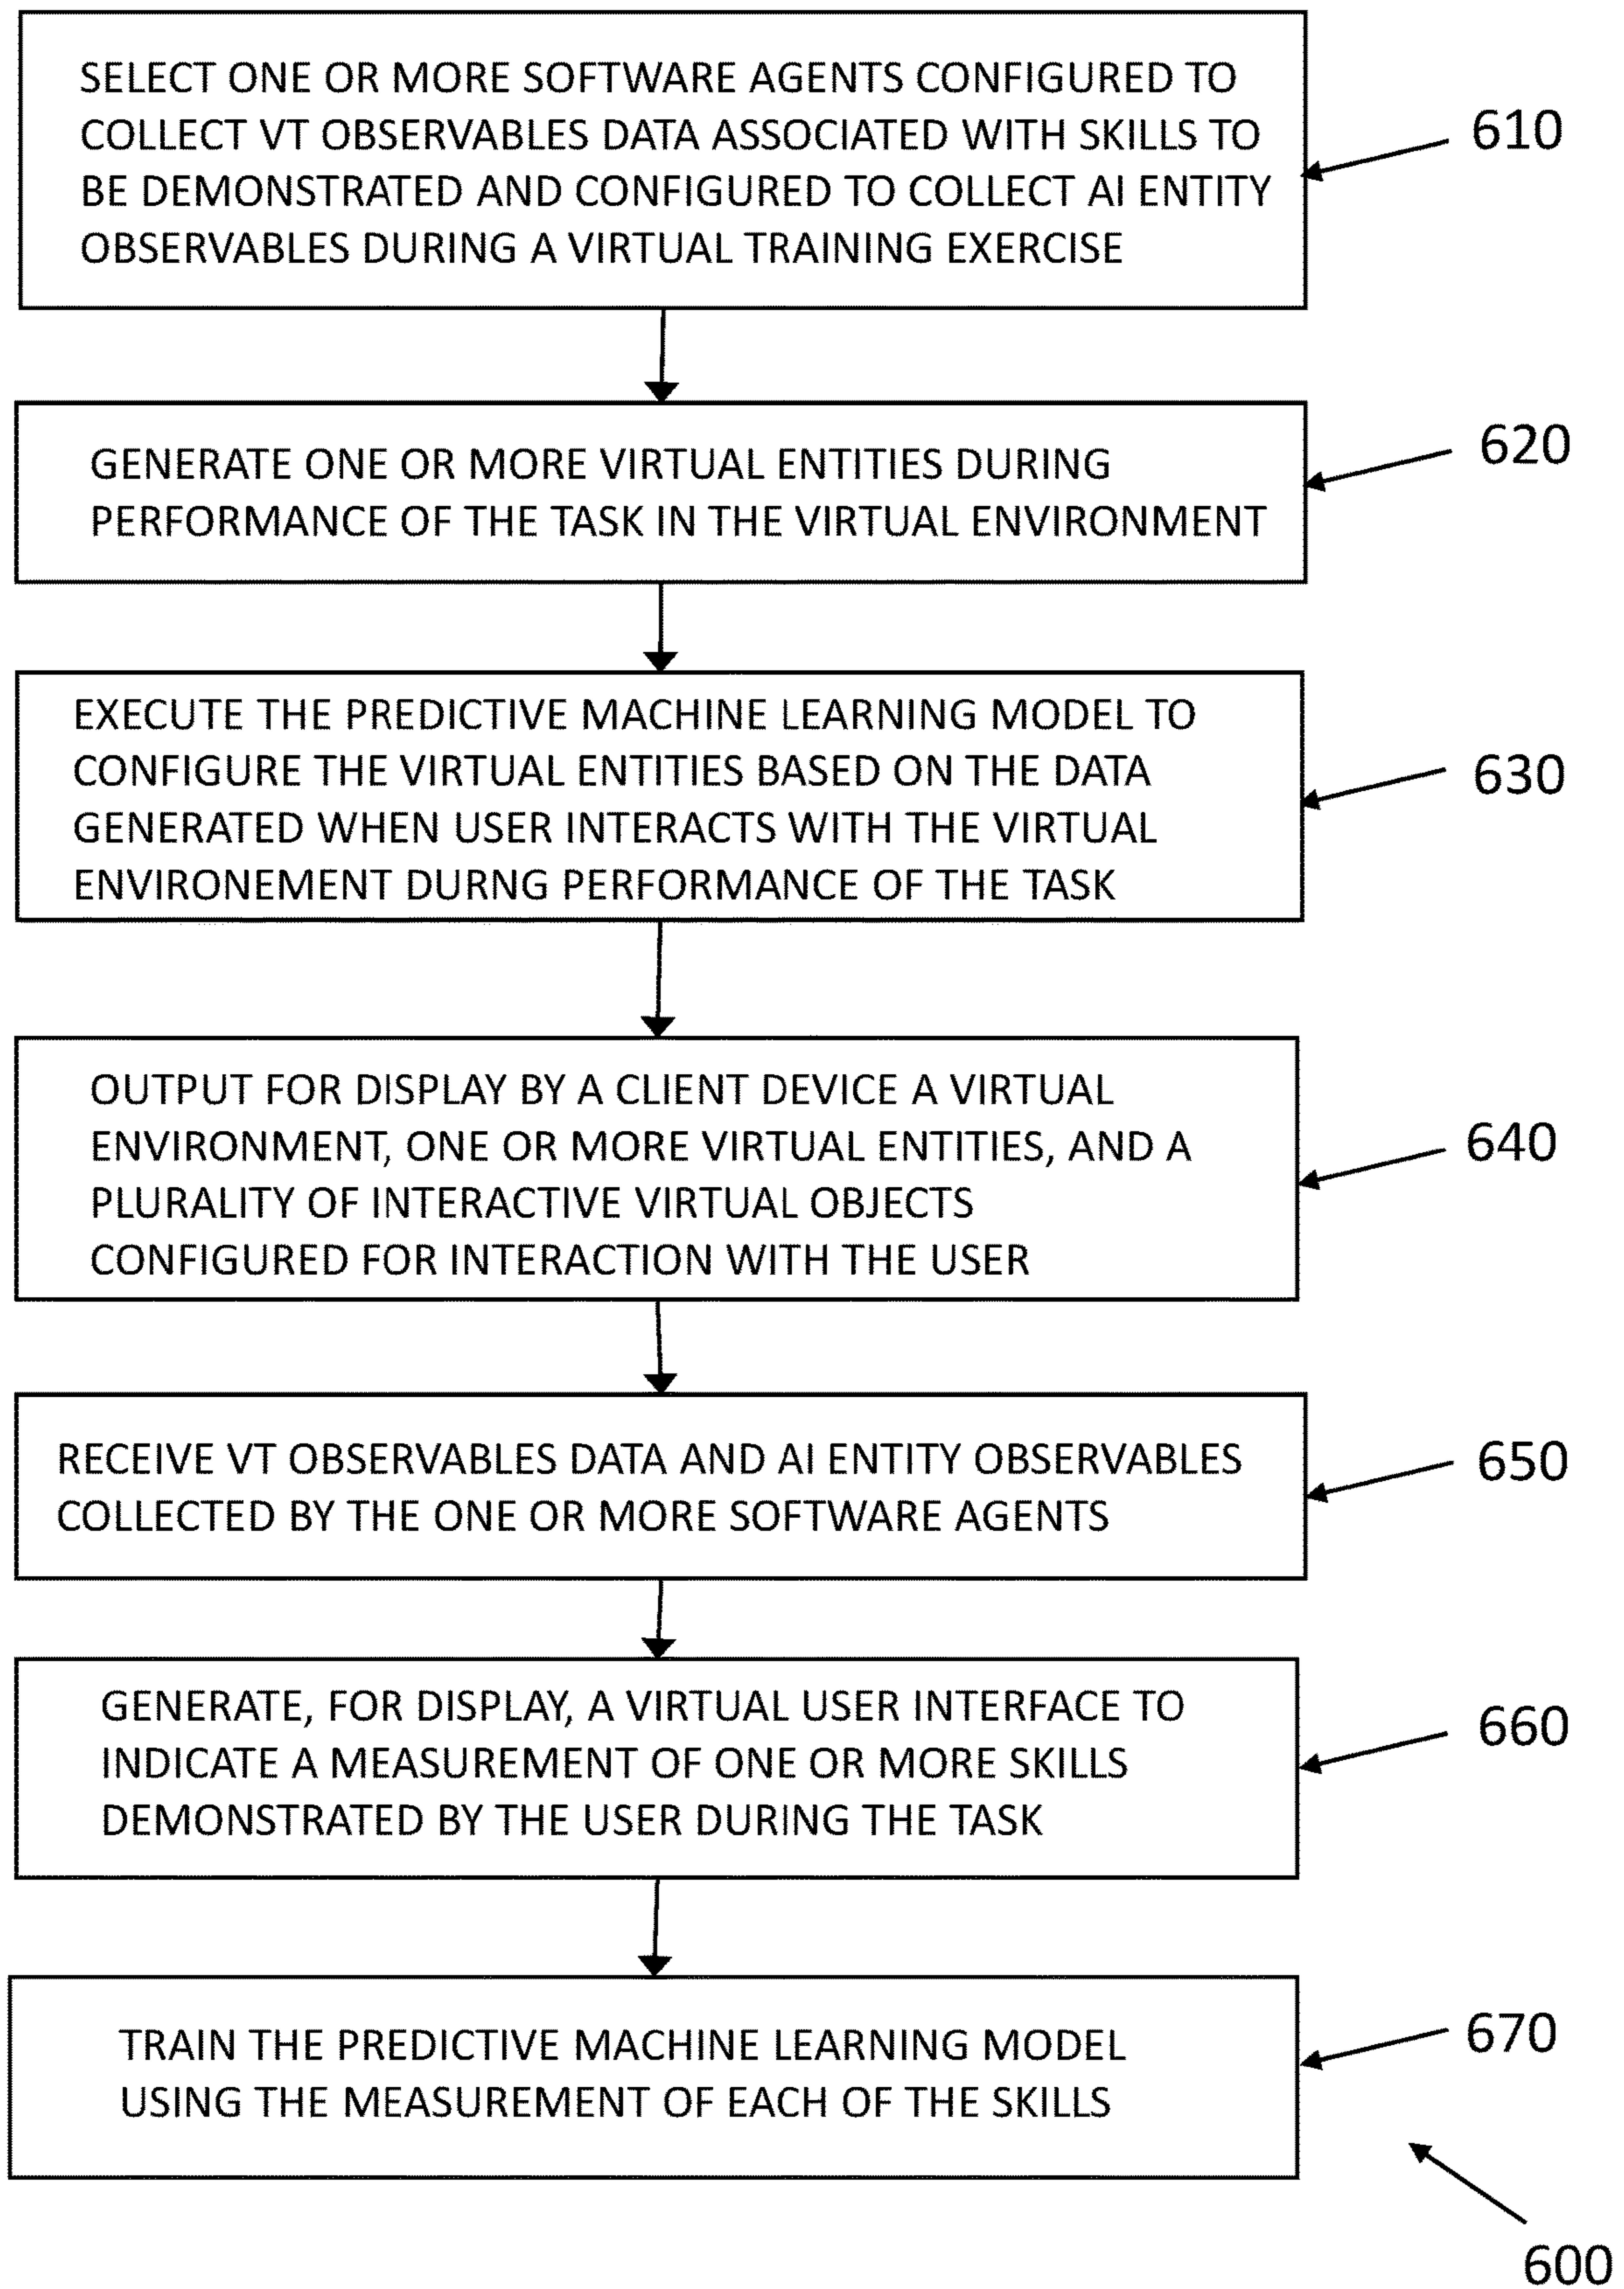 SELECT ONE OR MORE SOFTWARE AGENTS CONFIGURED TO
COLLECT VT OBSERVABLES DATA ASSOCIATED WITH SKILLS TO
BE DEMONSTRATED AND CONFIGURED TO COLLECT AI ENTITY
OBSERVABLES DURING A VIRTUAL TRAINING EXERCISE
610
GENERATE ONE OR MORE VIRTUAL ENTITIES DURING
PERFORMANCE OF THE TASK IN THE VIRTUAL ENVIRONMENT
620
EXECUTE THE PREDICTIVE MACHINE LEARNING MODEL TO
CONFIGURE THE VIRTUAL ENTITIES BASED ON THE DATA
GENERATED WHEN USER INTERACTS WITH THE VIRTUAL
ENVIRONEMENT DURNG PERFORMANCE OF THE TASK
630
OUTPUT FOR DISPLAY BY A CLIENT DEVICE A VIRTUAL
ENVIRONMENT, ONE OR MORE VIRTUAL ENTITIES, AND A
PLURALITY OF INTERACTIVE VIRTUAL OBJECTS
CONFIGURED FOR INTERACTION WITH THE USER
640
RECEIVE VT OBSERVABLES DATA AND AI ENTITY OBSERVABLES
COLLECTED BY THE ONE OR MORE SOFTWARE AGENTS
650
GENERATE, FOR DISPLAY, A VIRTUAL USER INTERFACE TO
INDICATE A MEASUREMENT OF ONE OR MORE SKILLS
DEMONSTRATED BY THE USER DURING THE TASK
660
TRAIN THE PREDICTIVE MACHINE LEARNING MODEL
USING THE MEASUREMENT OF EACH OF THE SKILLS
670
600